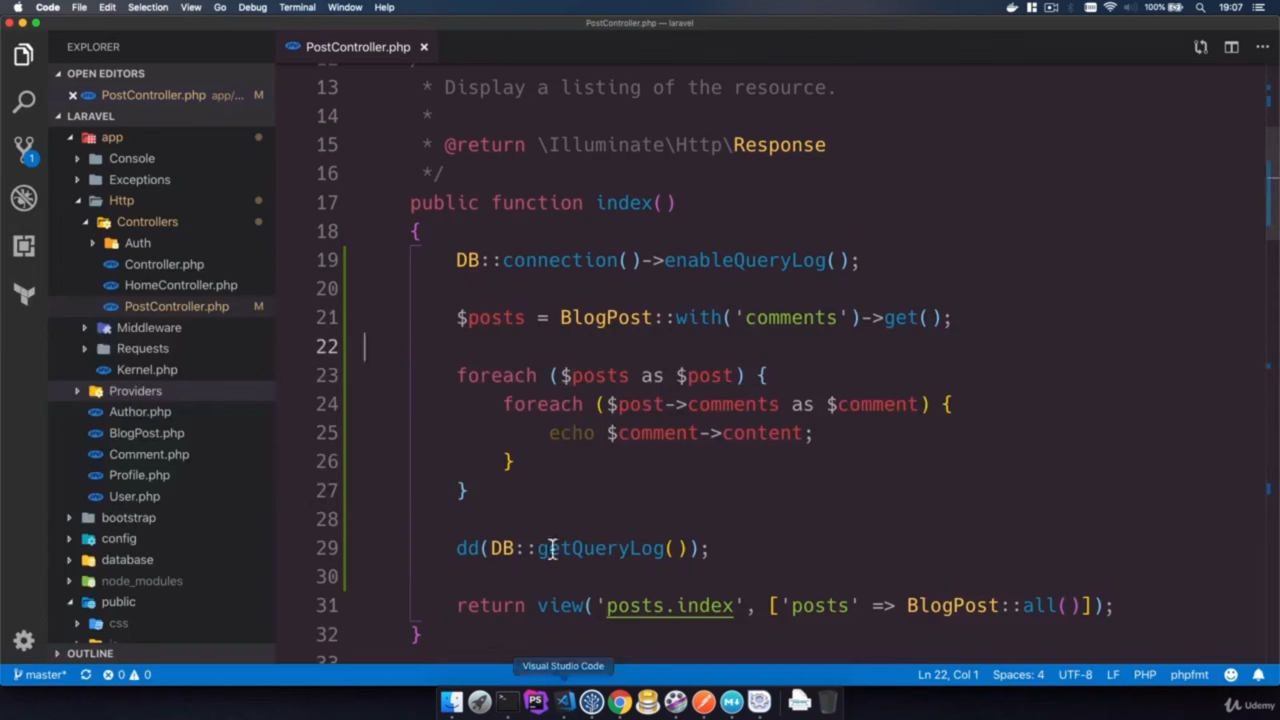 Code File Edit Selection View Go Debug Terminal Window Help 100% 19:07
PostController.php — laravel
EXPLORER
PostController.php
OPEN EDITORS
PostController.php app/... M
LARAVEL
app
Console
Exceptions
Http
Controllers
Auth
Controller.php
HomeController.php
PostController.php M
Middleware
Requests
Kernel.php
Providers
Author.php
BlogPost.php
Comment.php
Profile.php
User.php
bootstrap
config
database
node_modules
public
css
OUTLINE
1
13 * Display a listing of the resource.
14 *
15 * @return \Illuminate\Http\Response
16 */
17 public function index()
18 {
19 DB::connection()->enableQueryLog();
20
21 $posts = BlogPost::with('comments')->get();
22
23 foreach ($posts as $post) {
24 foreach ($post->comments as $comment) {
25 echo $comment->content;
26 }
27 }
28
29 dd(DB::getQueryLog());
30
31 return view('posts.index', ['posts' => BlogPost::all()]);
32 }
33
Visual Studio Code
master* 0 0 Ln 22, Col 1 Spaces: 4 UTF-8 LF PHP phpfmt
PS
M
Udemy